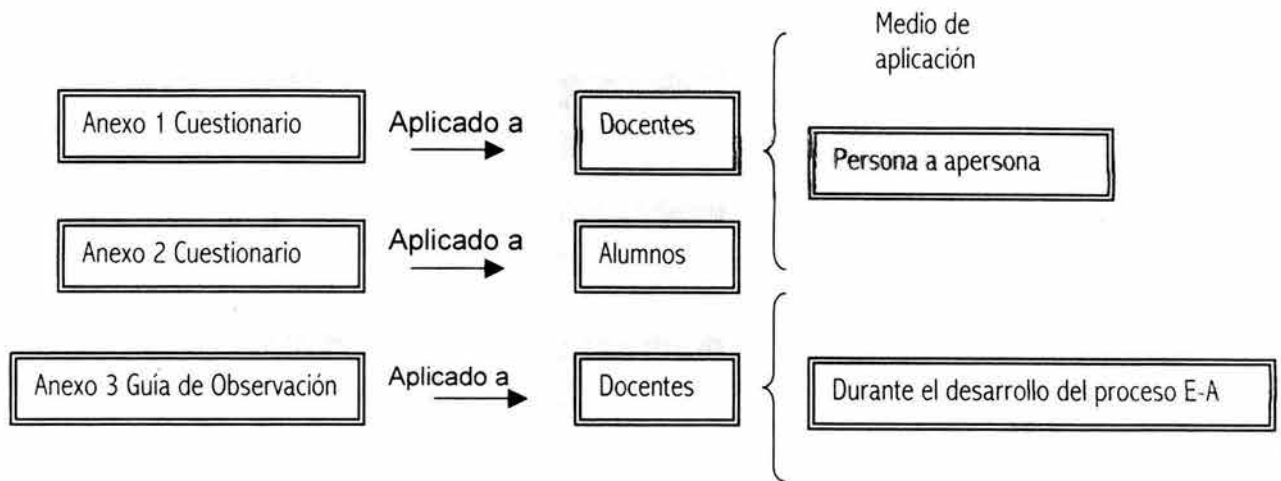 Medio de
aplicación
Anexo 1 Cuestionario Aplicado a Docentes
Persona a apersona
Anexo 2 Cuestionario Aplicado a Alumnos
Anexo 3 Guía de Observación Aplicado a Docentes Durante el desarrollo del proceso E-A